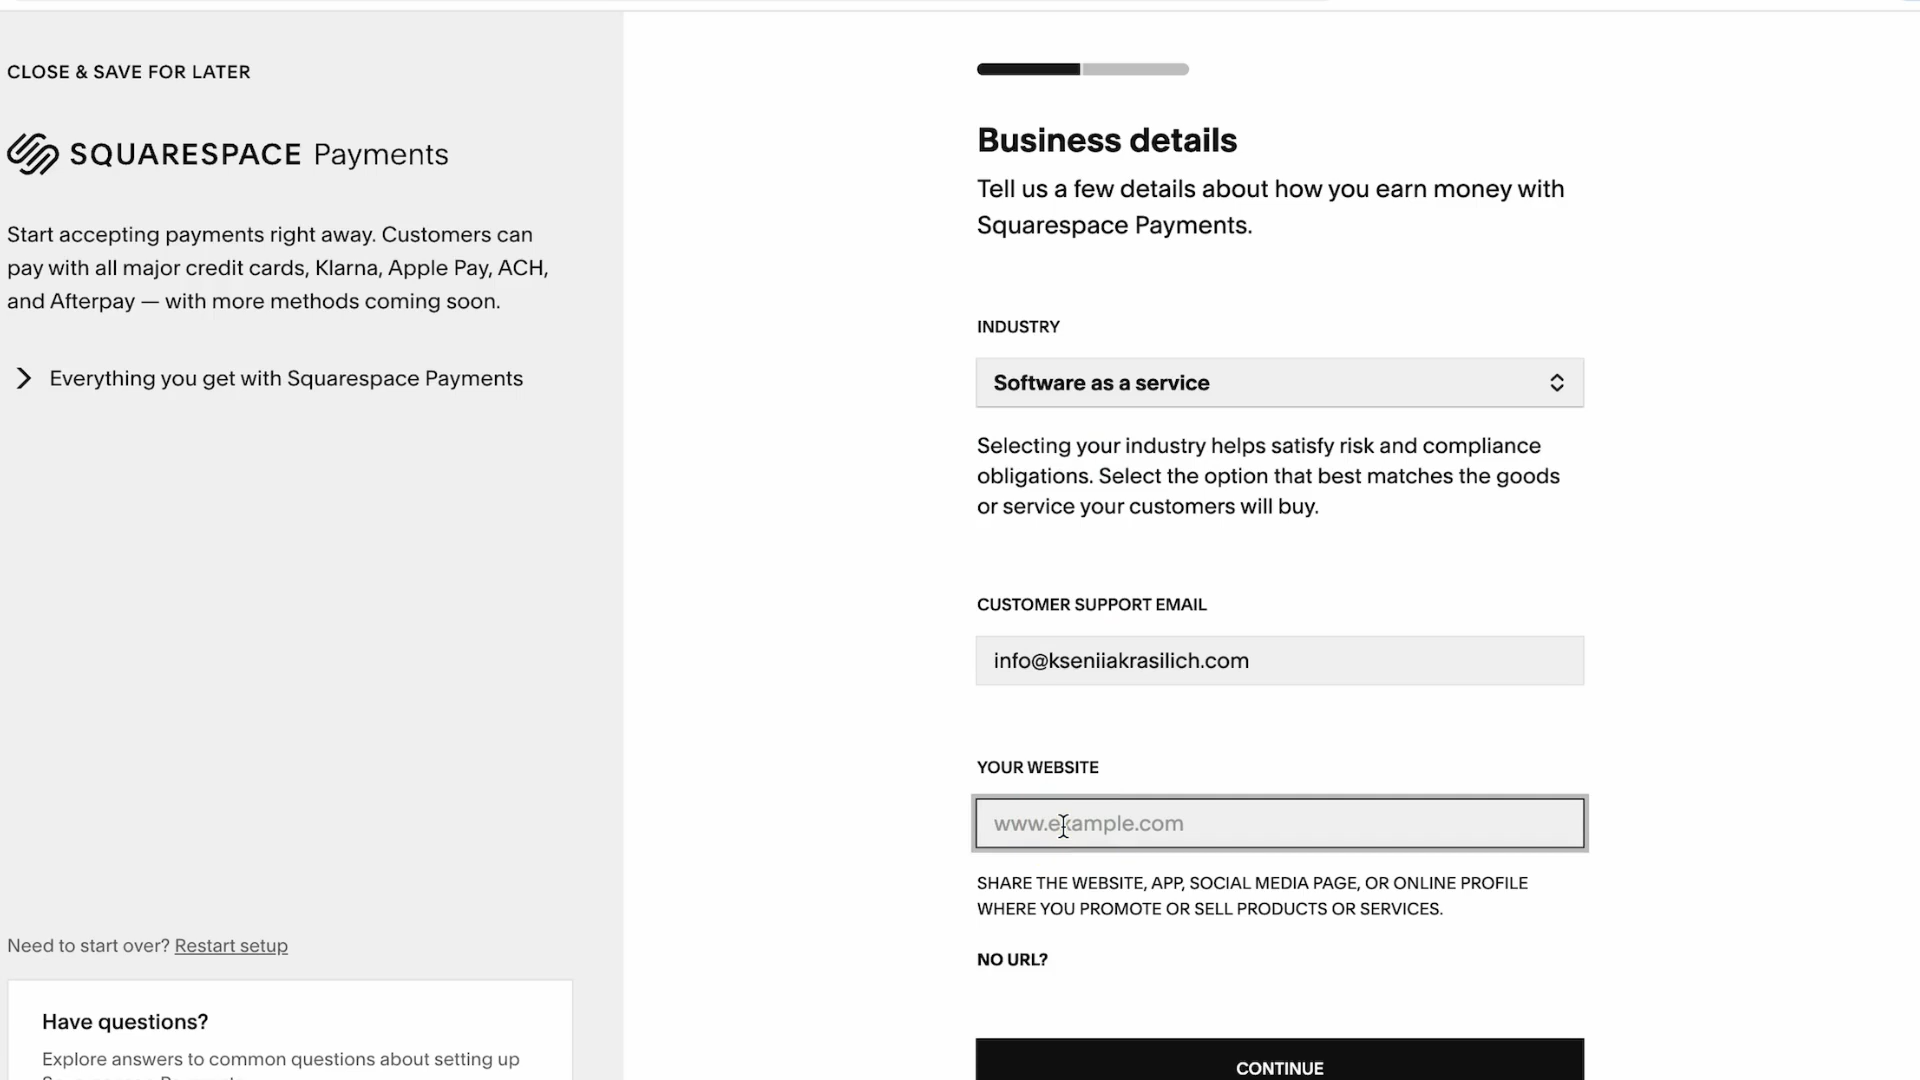 CLOSE & SAVE FOR LATER
SQUARESPACE Payments
Start accepting payments right away. Customers can
pay with all major credit cards, Klarna, Apple Pay, ACH,
and Afterpay — with more methods coming soon.
Everything you get with Squarespace Payments
Need to start over? Restart setup
Have questions?
Explore answers to common questions about setting up
Business details
Tell us a few details about how you earn money with
Squarespace Payments.
INDUSTRY
Software as a service
Selecting your industry helps satisfy risk and compliance
obligations. Select the option that best matches the goods
or service your customers will buy.
CUSTOMER SUPPORT EMAIL
info@kseniiakrasilich.com
YOUR WEBSITE
www.example.com
SHARE THE WEBSITE, APP, SOCIAL MEDIA PAGE, OR ONLINE PROFILE
WHERE YOU PROMOTE OR SELL PRODUCTS OR SERVICES.
NO URL?
CONTINUE